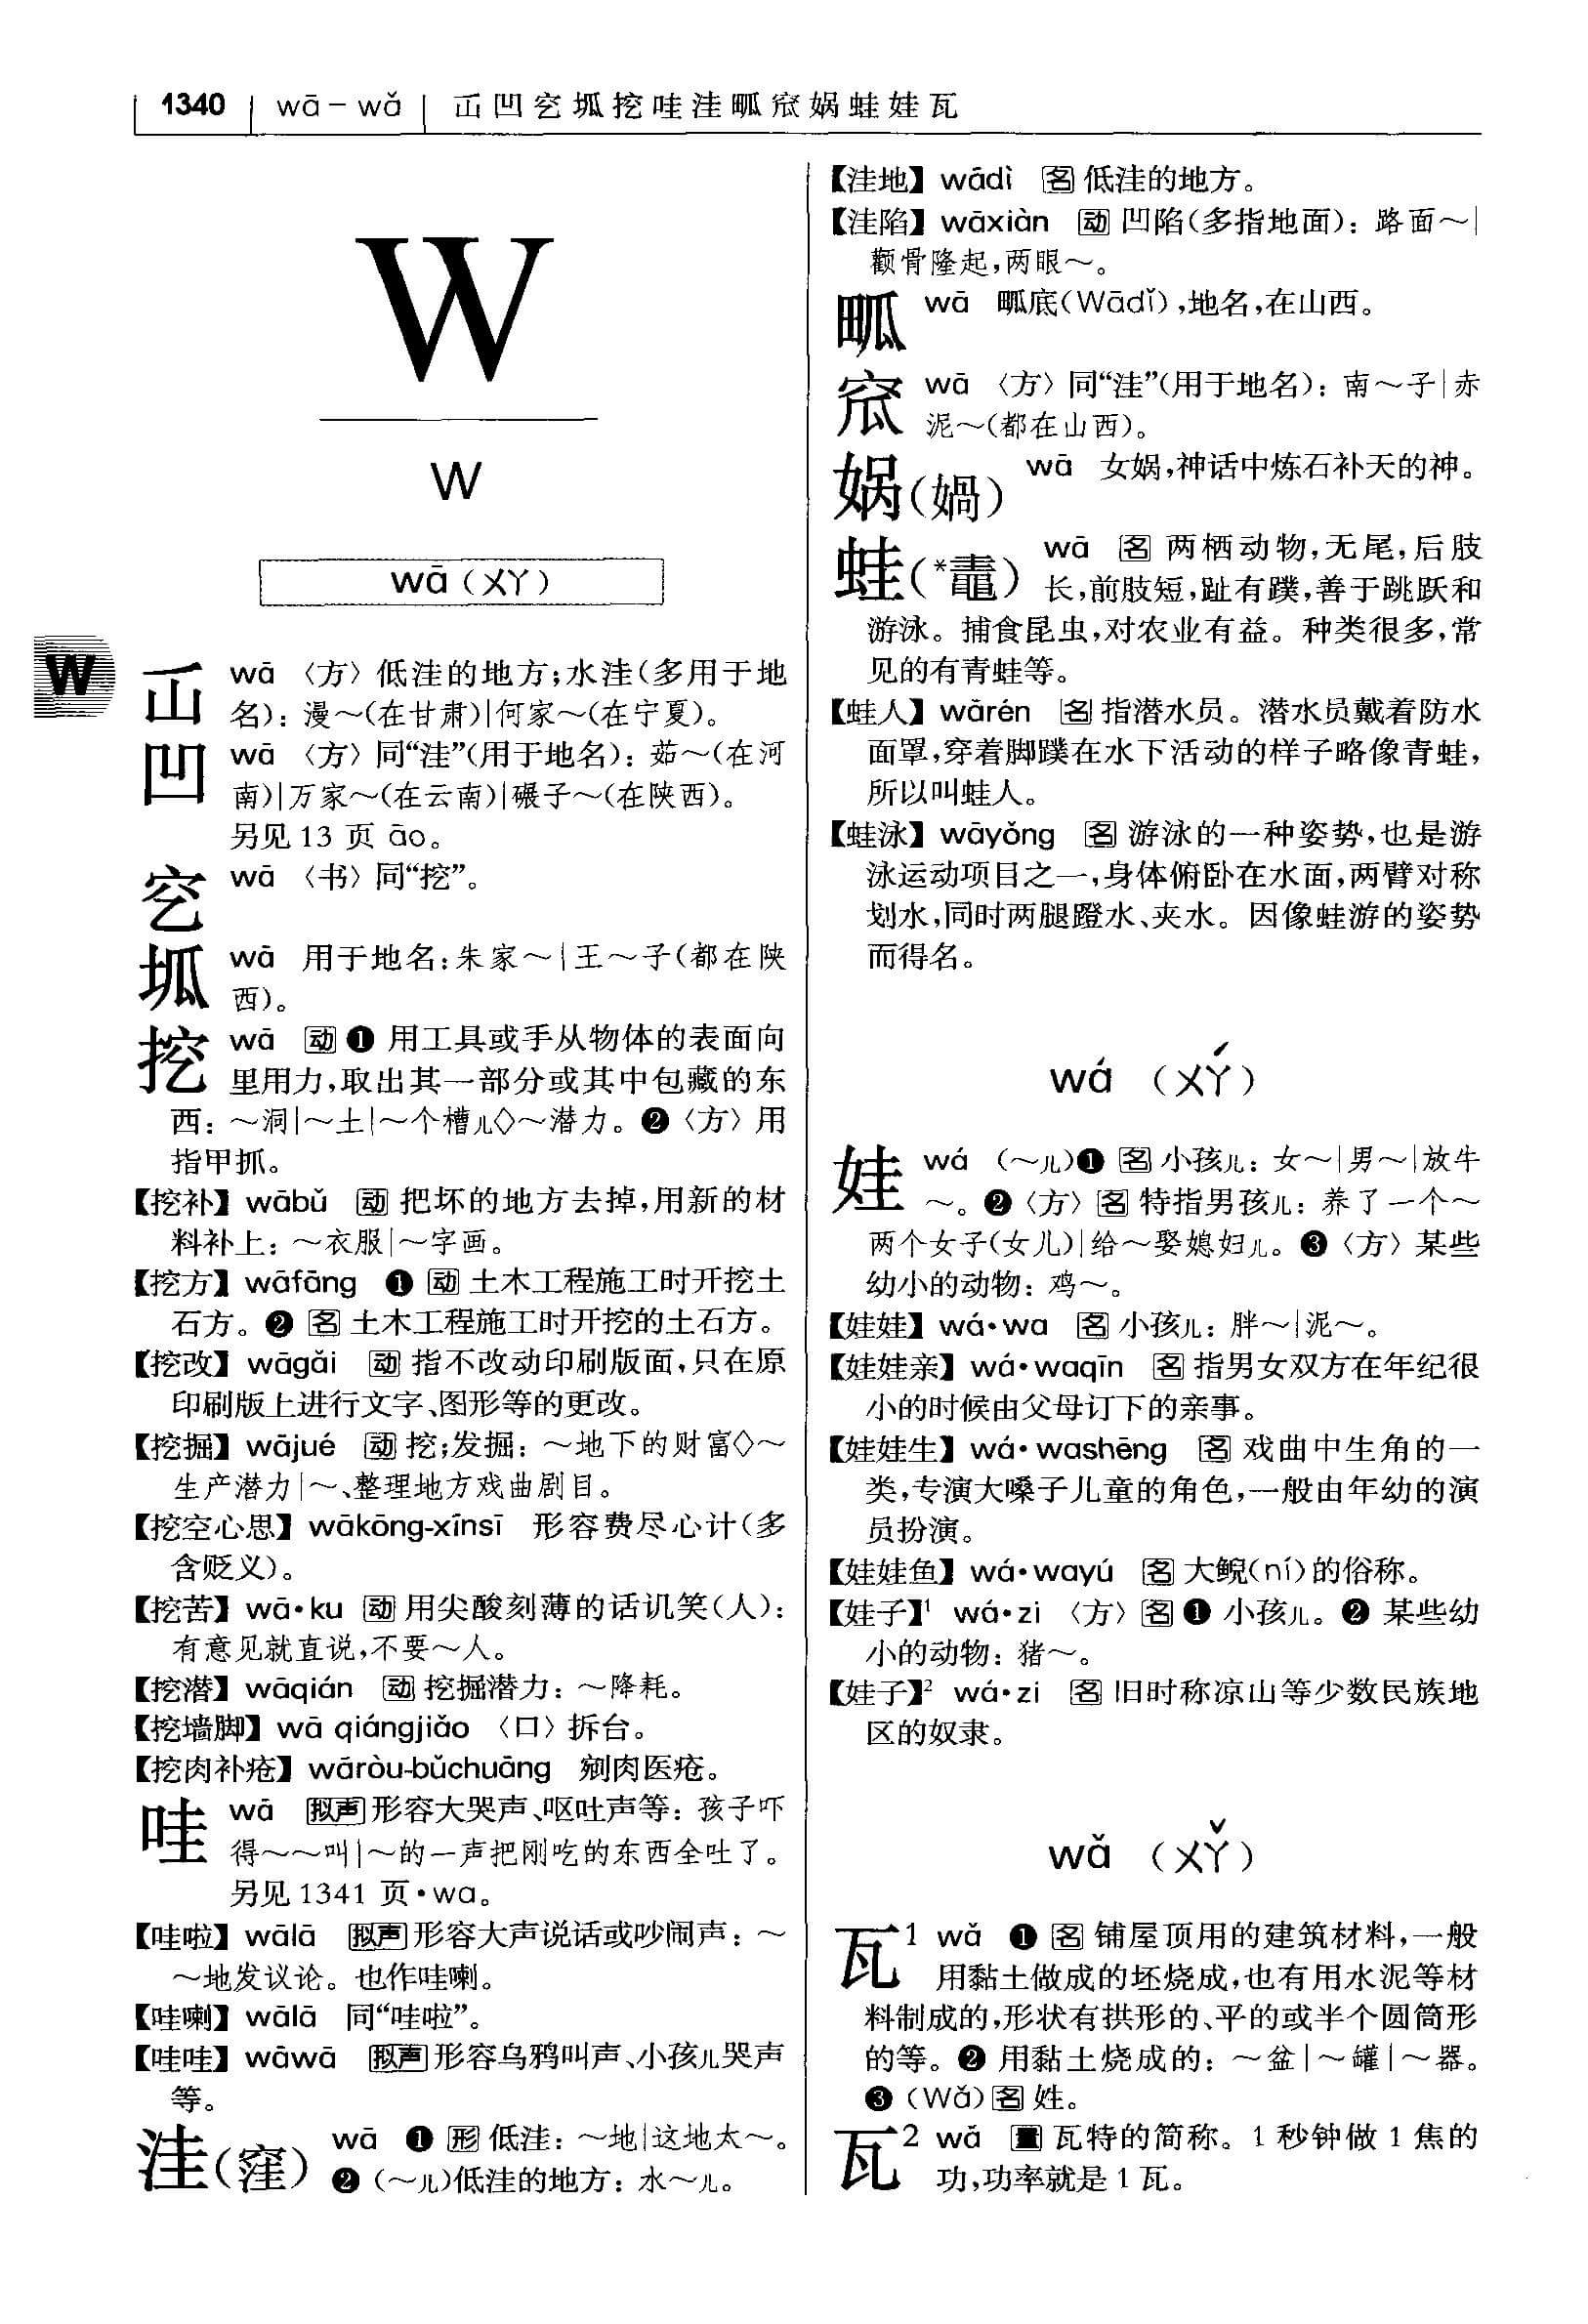 1340 wā－wǎ 凹穵坬挖哇洼畖窊娲蛙娃瓦
W
W
wā（ㄨㄚ）
W
wā 〈方〉低洼的地方；水洼（多用于地
名）：漫～（在甘肃）|何家～（在宁夏）。
凹 wā 〈方〉同“洼”（用于地名）：茹～（在河
南）|万家～（在云南）|碾子～（在陕西）。
另见13 页 āo。
穵 wā 〈书〉同“挖”。
坬 wā 用于地名：朱家～|王～子（都在陕
西）。
挖 wā 动❶ 用工具或手从物体的表面向
里用力，取出其一部分或其中包藏的东
西：～洞|～土|～个槽儿◇～潜力。❷〈方〉用
指甲抓。
【挖补】wābǔ 动 把坏的地方去掉，用新的材
料补上：～衣服|～字画。
【挖方】wāfāng ❶ 动 土木工程施工时开挖土
石方。❷ 名 土木工程施工时开挖的土石方。
【挖改】wāgǎi 动 指不改动印刷版面，只在原
印刷版上进行文字、图形等的更改。
【挖掘】wājué 动 挖；发掘：～地下的财富◇～
生产潜力|～、整理地方戏曲剧目。
【挖空心思】wākōng-xīnsī 形容费尽心计（多
含贬义）。
【挖苦】wā•ku 动 用尖酸刻薄的话讥笑（人）：
有意见就直说，不要～人。
【挖潜】wāqián 动 挖掘潜力：～降耗。
【挖墙脚】wā qiángjiǎo 〈口〉拆台。
【挖肉补疮】wāròu-bǔchuāng 剜肉医疮。
哇 wā 拟声 形容大哭声、呕吐声等：孩子吓
得～～叫|～的一声把刚吃的东西全吐了。
另见1341 页•wa。
【哇啦】wālā 拟声 形容大声说话或吵闹声：～
～地发议论。也作哇喇。
【哇喇】wālā 同“哇啦”。
【哇哇】wāwā 拟声 形容乌鸦叫声、小孩儿哭声
等。
洼（窪） wā ❶ 形 低洼：～地|这地太～。
❷（～儿）低洼的地方：水～儿。
【洼地】wādì 名 低洼的地方。
【洼陷】wāxiàn 动 凹陷（多指地面）：路面～|
颧骨隆起，两眼～。
畖 wā 畖底（Wādǐ），地名，在山西。
窊 wā 〈方〉同“洼”（用于地名）：南～子|赤
泥～（都在山西）。
娲（媧） wā 女娲，神话中炼石补天的神。
蛙（*鼃） wā 名 两栖动物，无尾，后肢
长，前肢短，趾有蹼，善于跳跃和
游泳。捕食昆虫，对农业有益。种类很多，常
见的有青蛙等。
【蛙人】wārén 名 指潜水员。潜水员戴着防水
面罩，穿着脚蹼在水下活动的样子略像青蛙，
所以叫蛙人。
【蛙泳】wāyǒng 名 游泳的一种姿势，也是游
泳运动项目之一，身体俯卧在水面，两臂对称
划水，同时两腿蹬水、夹水。因像蛙游的姿势
而得名。
wá （ㄨㄚˊ）
娃 wá （～儿）❶ 名 小孩儿：女～|男～|放牛
～。❷〈方〉名 特指男孩儿：养了一个～
两个女子（女儿）|给～娶媳妇儿。❸〈方〉某些
幼小的动物：鸡～。
【娃娃】wá•wa 名 小孩儿：胖～|泥～。
【娃娃亲】wá•waqīn 名 指男女双方在年纪很
小的时候由父母订下的亲事。
【娃娃生】wá•washēng 名 戏曲中生角的一
类，专演大嗓子儿童的角色，一般由年幼的演
员扮演。
【娃娃鱼】wá•wayú 名 大鲵（ní）的俗称。
【娃子】¹ wá•zi 〈方〉名❶ 小孩儿。❷ 某些幼
小的动物：猪～。
【娃子】² wá•zi 名 旧时称凉山等少数民族地
区的奴隶。
wǎ （ㄨㄚˇ）
瓦¹ wǎ ❶ 名 铺屋顶用的建筑材料，一般
用黏土做成的坯烧成，也有用水泥等材
料制成的，形状有拱形的、平的或半个圆筒形
的等。❷ 用黏土烧成的：～盆|～罐|～器。
❸（Wǎ）名 姓。
瓦² wǎ 量 瓦特的简称。1 秒钟做 1 焦的
功，功率就是 1 瓦。